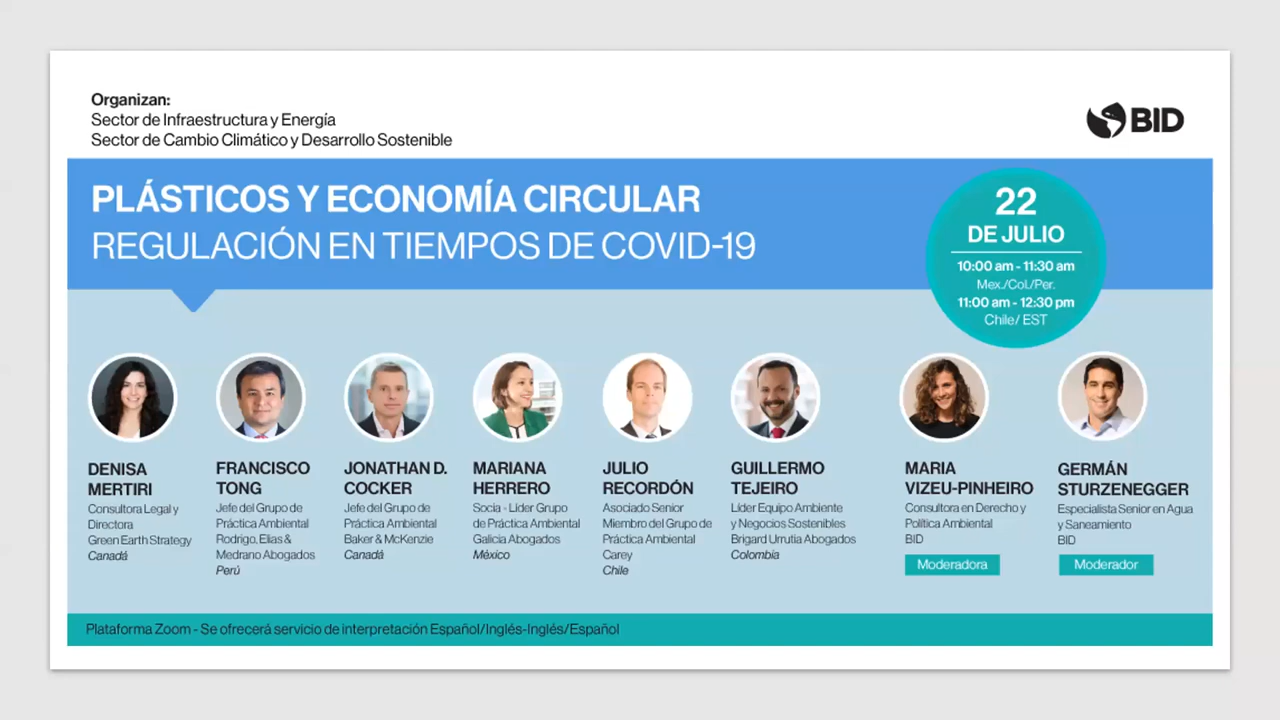 Organizan:
Sector de Infraestructura y Energía
Sector de Cambio Climático y Desarrollo Sostenible
BID
PLÁSTICOS Y ECONOMÍA CIRCULAR
REGULACIÓN EN TIEMPOS DE COVID-19
22
DE JULIO
10:00 am - 11:30 am
Mex./Col./Per.
11:00 am - 12:30 pm
Chile/ EST
DENISA
MERTIRI
Consultora Legal y
Directora
Green Earth Strategy
Canadá
FRANCISCO
TONG
Jefe del Grupo de
Práctica Ambiental
Rodrigo, Elias &
Medrano Abogados
Perú
JONATHAN D.
COCKER
Jefe del Grupo de
Práctica Ambiental
Baker & McKenzie
Canadá
MARIANA
HERRERO
Socia - Líder Grupo
de Práctica Ambiental
Galicia Abogados
México
JULIO
RECORDÓN
Asociado Senior
Miembro del Grupo de
Práctica Ambiental
Carey
Chile
GUILLERMO
TEJEIRO
Líder Equipo Ambiente
y Negocios Sostenibles
Brigard Urrutia Abogados
Colombia
MARIA
VIZEU-PINHEIRO
Consultora en Derecho y
Política Ambiental
BID
Moderadora
GERMÁN
STURZENEGGER
Especialista Senior en Agua
y Saneamiento
BID
Moderador
Plataforma Zoom - Se ofrecerá servicio de interpretación Español/Inglés-Inglés/Español